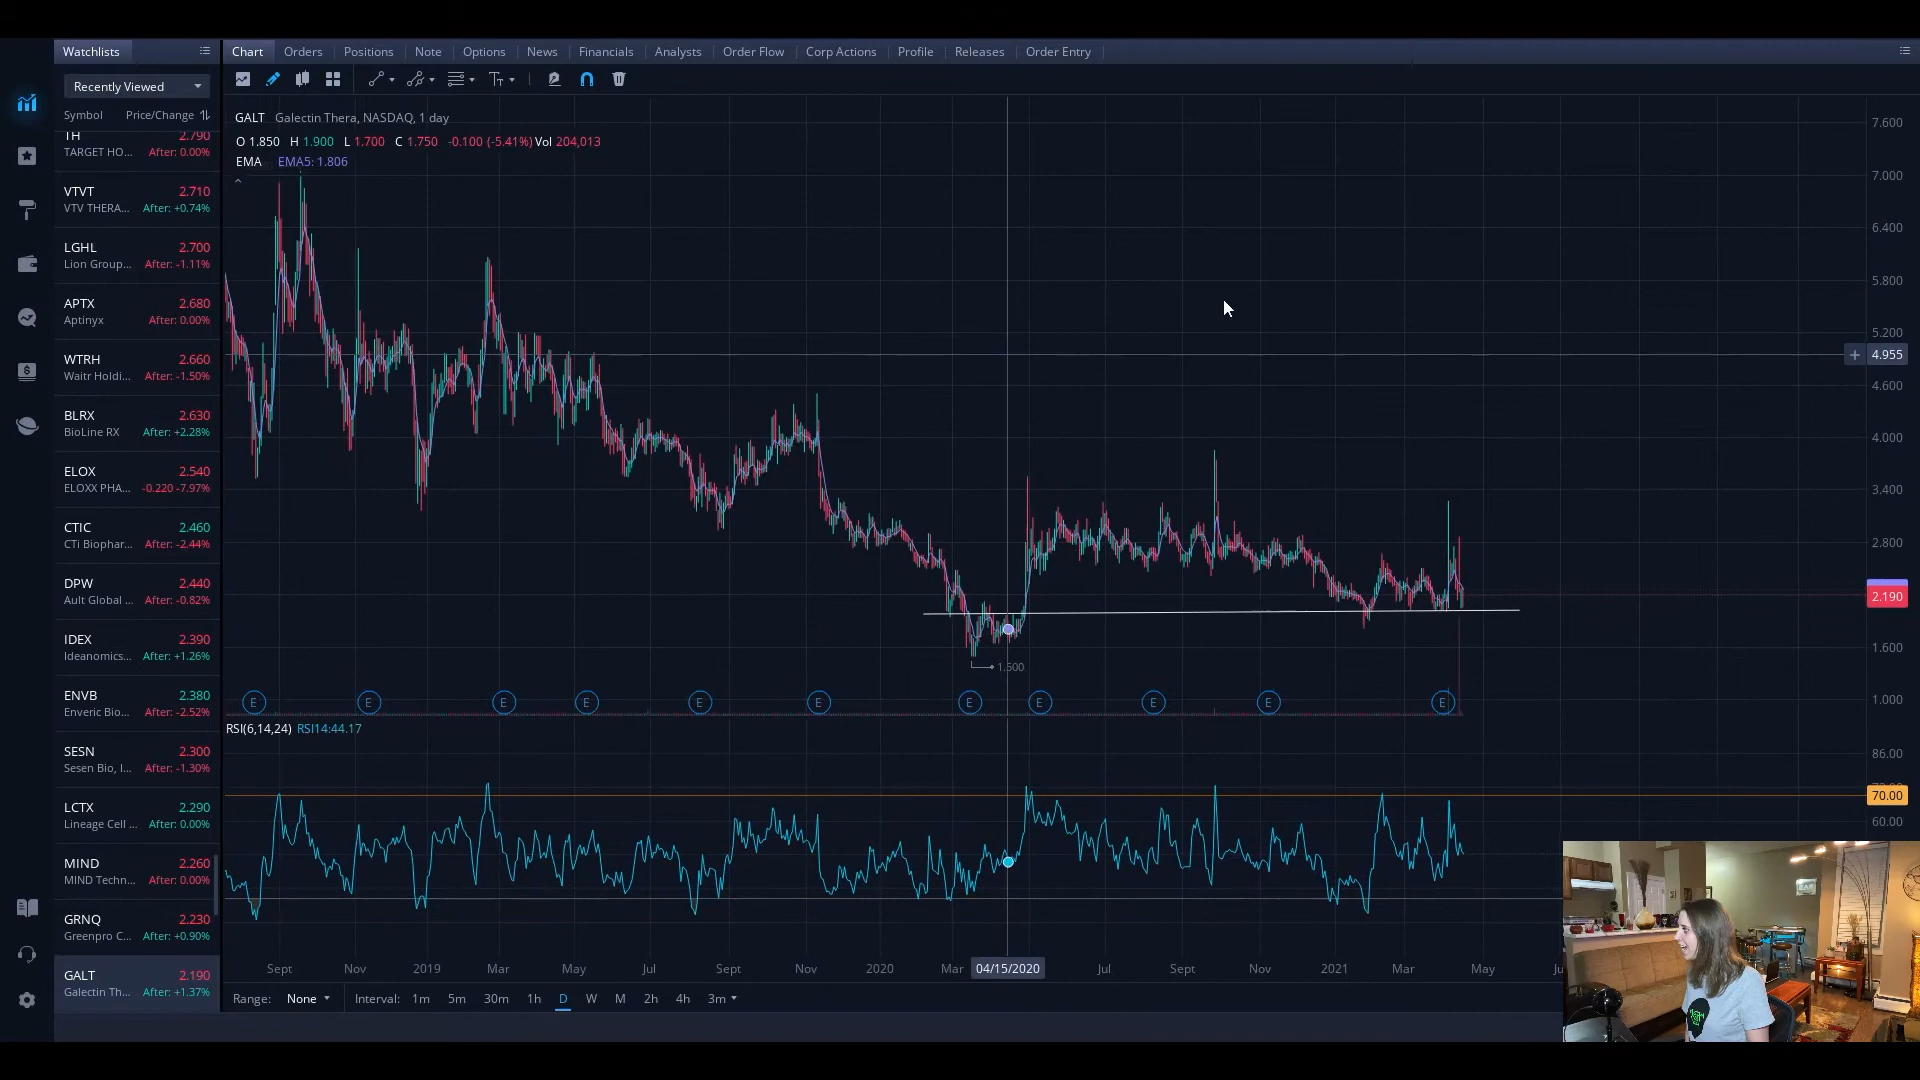 Watchlists
Chart Orders Positions Note Options News Financials Analysts Order Flow Corp Actions Profile Releases Order Entry
Recently Viewed
Symbol Price/Change
TH 2.790
TARGET HO... After: 0.00%
VTVT 2.710
VTV THERA... After: +0.74%
LGHL 2.700
Lion Group... After: -1.11%
APTX 2.680
Aptinyx After: 0.00%
WTRH 2.660
Waitr Holdi... After: -1.50%
BLRX 2.630
BioLine RX After: +2.28%
ELOX 2.540
ELOXX PHA... -0.220 -7.97%
CTIC 2.460
CTi Biophar... After: -2.44%
DPW 2.440
Ault Global ... After: -0.82%
IDEX 2.390
Ideanomics... After: +1.26%
ENVB 2.380
Enveric Bio... After: -2.52%
SESN 2.300
Sesen Bio, I... After: -1.30%
LCTX 2.290
Lineage Cell ... After: 0.00%
MIND 2.260
MIND Techn... After: 0.00%
GRNQ 2.230
Greenpro C... After: +0.90%
GALT 2.190
Galectin Th... After: +1.37%
GALT Galectin Thera, NASDAQ, 1 day
O 1.850 H 1.900 L 1.700 C 1.750 -0.100 (-5.41%) Vol 204,013
EMA EMA5: 1.806
7.600
7.000
6.400
5.800
5.200
+ 4.955
4.600
4.000
3.400
2.800
2.190
1.600
1.000
1.500
E E E E E E E E E E E
RSI(6,14,24) RSI14:44.17
86.00
70.00
60.00
Sept Nov 2019 Mar May Jul Sept Nov 2020 Mar 04/15/2020 Jul Sept Nov 2021 Mar May
Range: None Interval: 1m 5m 30m 1h D W M 2h 4h 3m